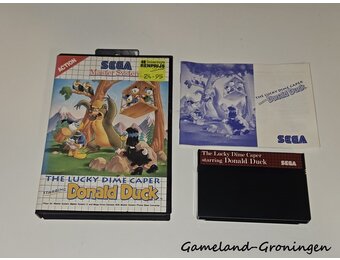 ACTION
SEGA
Master System
24.95
THE LUCKY DIME CAPER
STARRING
Donald Duck
THE LUCKY DIME CAPER
STARRING
Donald Duck
SEGA
The Lucky Dime Caper
starring Donald Duck
SEGA
Gameland-Groningen